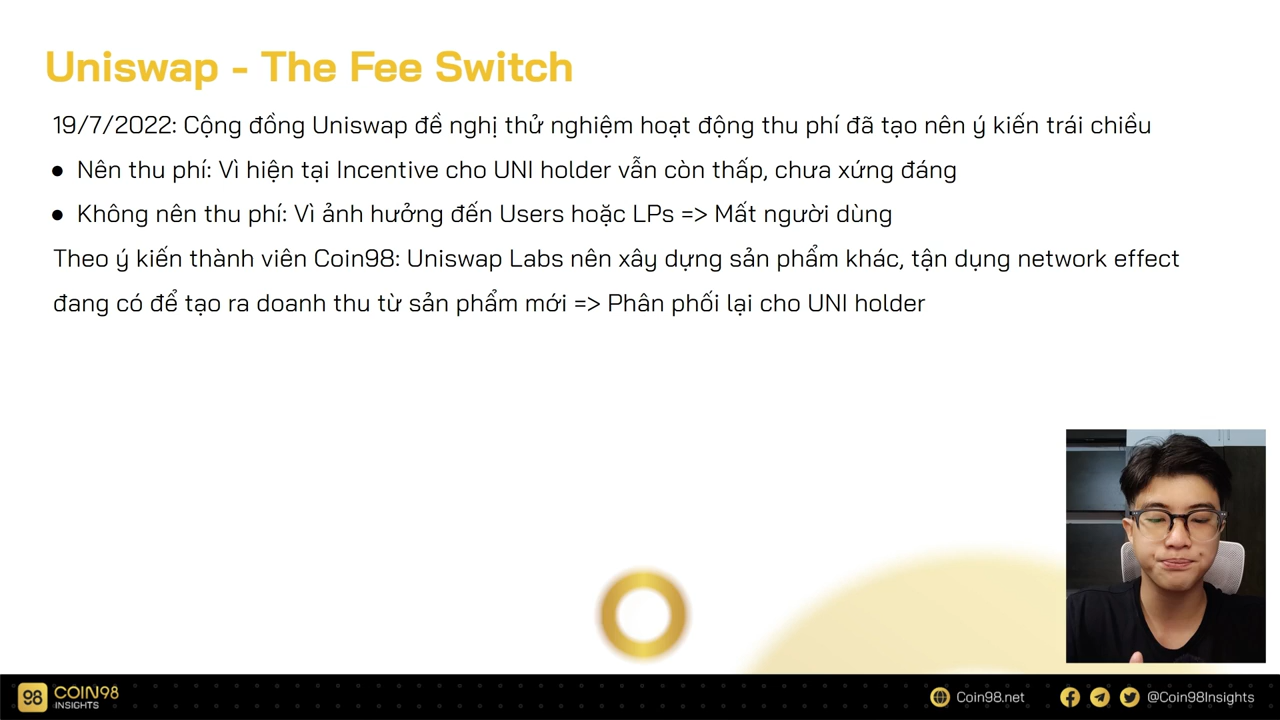 Uniswap - The Fee Switch
19/7/2022: Cộng đồng Uniswap đề nghị thử nghiệm hoạt động thu phí đã tạo nên ý kiến trái chiều
● Nên thu phí: Vì hiện tại Incentive cho UNI holder vẫn còn thấp, chưa xứng đáng
● Không nên thu phí: Vì ảnh hưởng đến Users hoặc LPs => Mất người dùng
Theo ý kiến thành viên Coin98: Uniswap Labs nên xây dựng sản phẩm khác, tận dụng network effect
đang có để tạo ra doanh thu từ sản phẩm mới => Phân phối lại cho UNI holder
98 COIN98
INSIGHTS
Coin98.net
@Coin98Insights